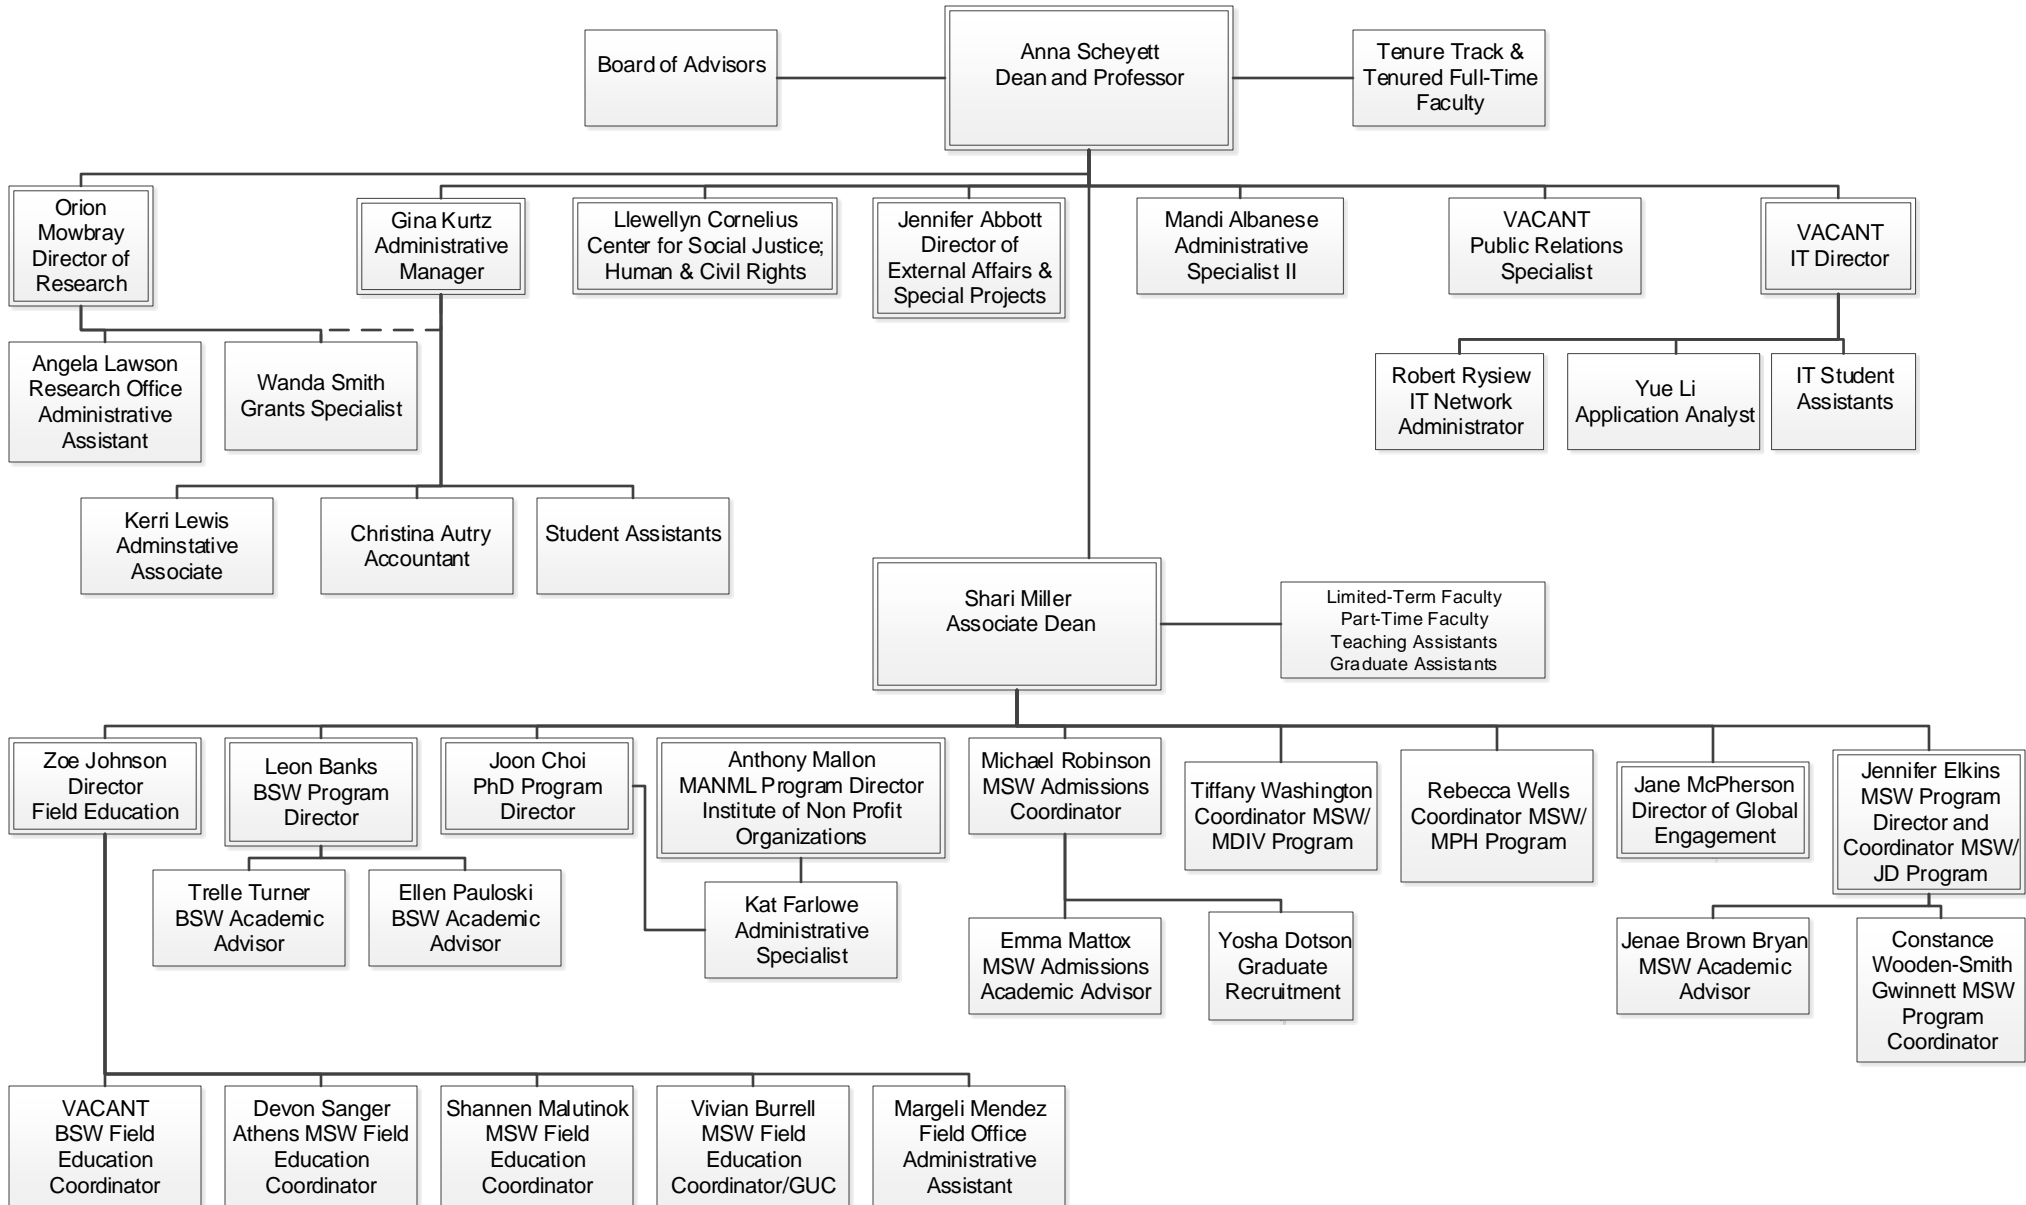 Board of Advisors
Anna Scheyett
Dean and Professor
Tenure Track &
Tenured Full-Time
Faculty
Orion
Mowbray
Director of
Research
Gina Kurtz
Administrative
Manager
Llewellyn Cornelius
Center for Social Justice;
Human & Civil Rights
Jennifer Abbott
Director of
External Affairs &
Special Projects
Mandi Albanese
Administrative
Specialist II
VACANT
Public Relations
Specialist
VACANT
IT Director
Angela Lawson
Research Office
Administrative
Assistant
Wanda Smith
Grants Specialist
Robert Rysiew
IT Network
Administrator
Yue Li
Application Analyst
IT Student
Assistants
Kerri Lewis
Adminstative
Associate
Christina Autry
Accountant
Student Assistants
Shari Miller
Associate Dean
Limited-Term Faculty
Part-Time Faculty
Teaching Assistants
Graduate Assistants
Zoe Johnson
Director
Field Education
Leon Banks
BSW Program
Director
Joon Choi
PhD Program
Director
Anthony Mallon
MANML Program Director
Institute of Non Profit
Organizations
Michael Robinson
MSW Admissions
Coordinator
Tiffany Washington
Coordinator MSW/
MDIV Program
Rebecca Wells
Coordinator MSW/
MPH Program
Jane McPherson
Director of Global
Engagement
Jennifer Elkins
MSW Program
Director and
Coordinator MSW/
JD Program
Trelle Turner
BSW Academic
Advisor
Ellen Pauloski
BSW Academic
Advisor
Kat Farlowe
Administrative
Specialist
Emma Mattox
MSW Admissions
Academic Advisor
Yosha Dotson
Graduate
Recruitment
Jenae Brown Bryan
MSW Academic
Advisor
Constance
Wooden-Smith
Gwinnett MSW
Program
Coordinator
VACANT
BSW Field
Education
Coordinator
Devon Sanger
Athens MSW Field
Education
Coordinator
Shannen Malutinok
MSW Field
Education
Coordinator
Vivian Burrell
MSW Field
Education
Coordinator/GUC
Margeli Mendez
Field Office
Administrative
Assistant